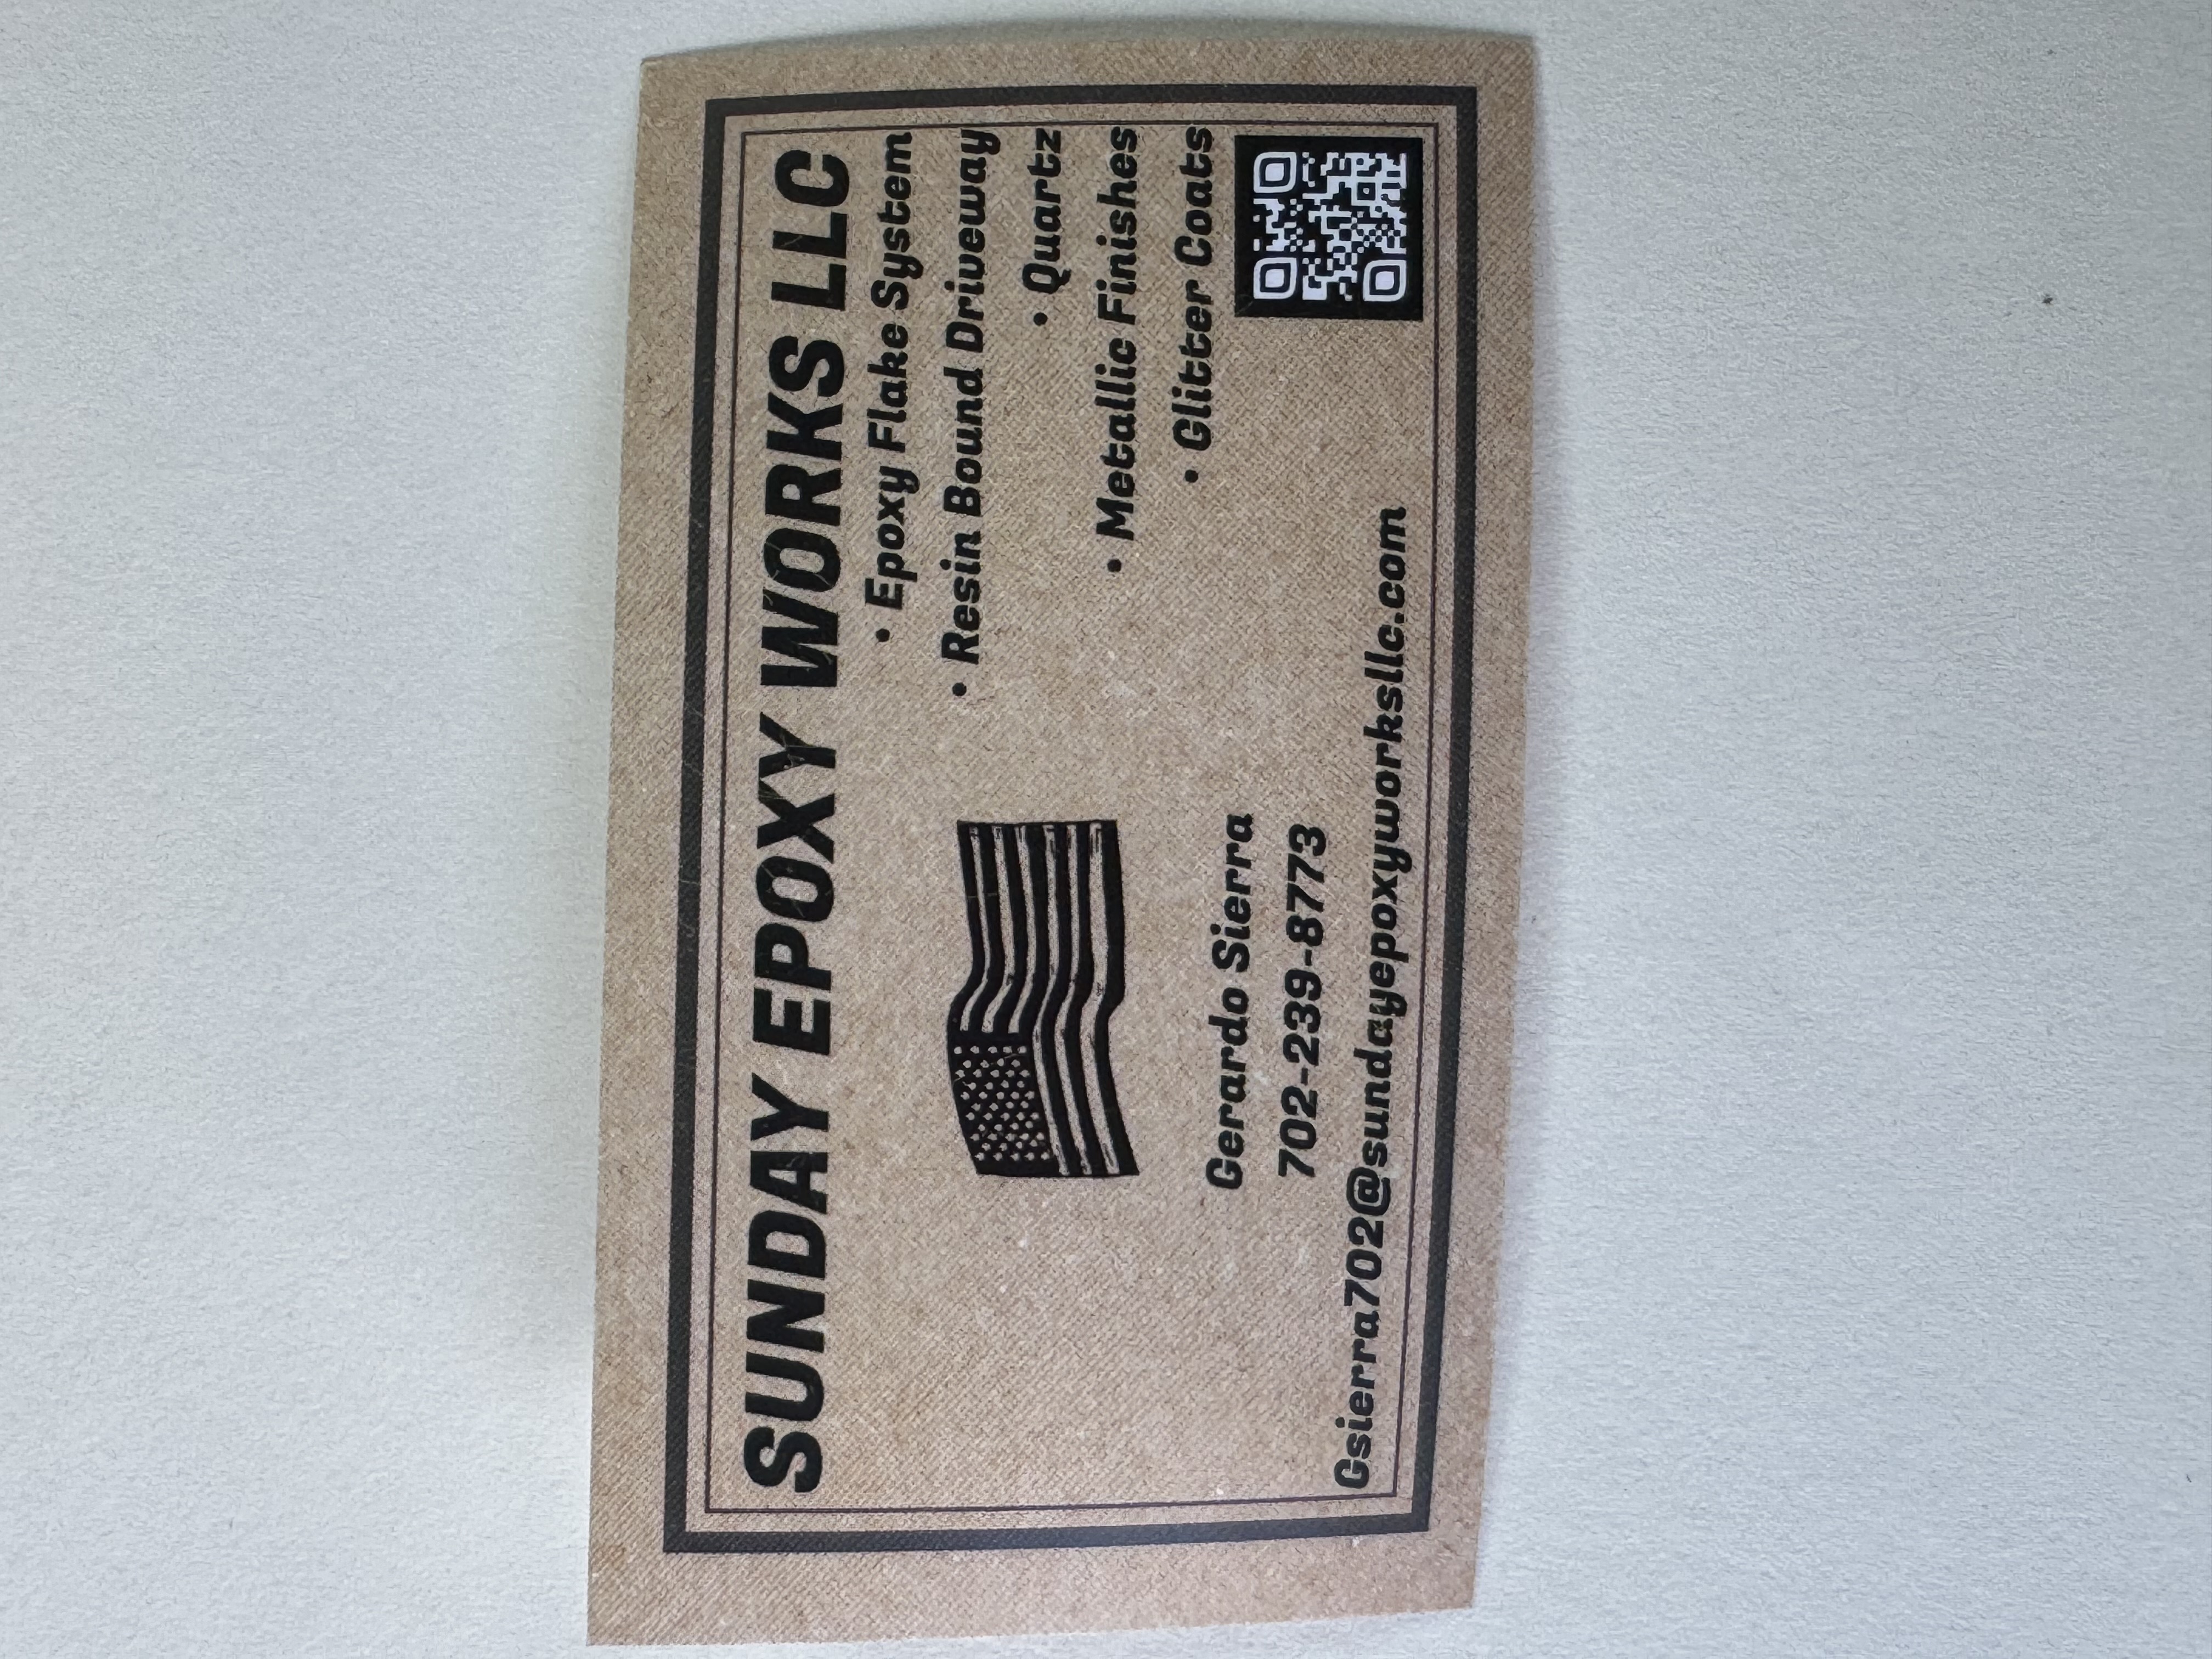 SUNDAY EPOXY WORKS LLC
• Epoxy Flake System
• Resin Bound Driveway
• Quartz
• Metallic Finishes
• Glitter Coats
Gerardo Sierra
702-239-8773
Gsierra702@sundayepoxyworksllc.com